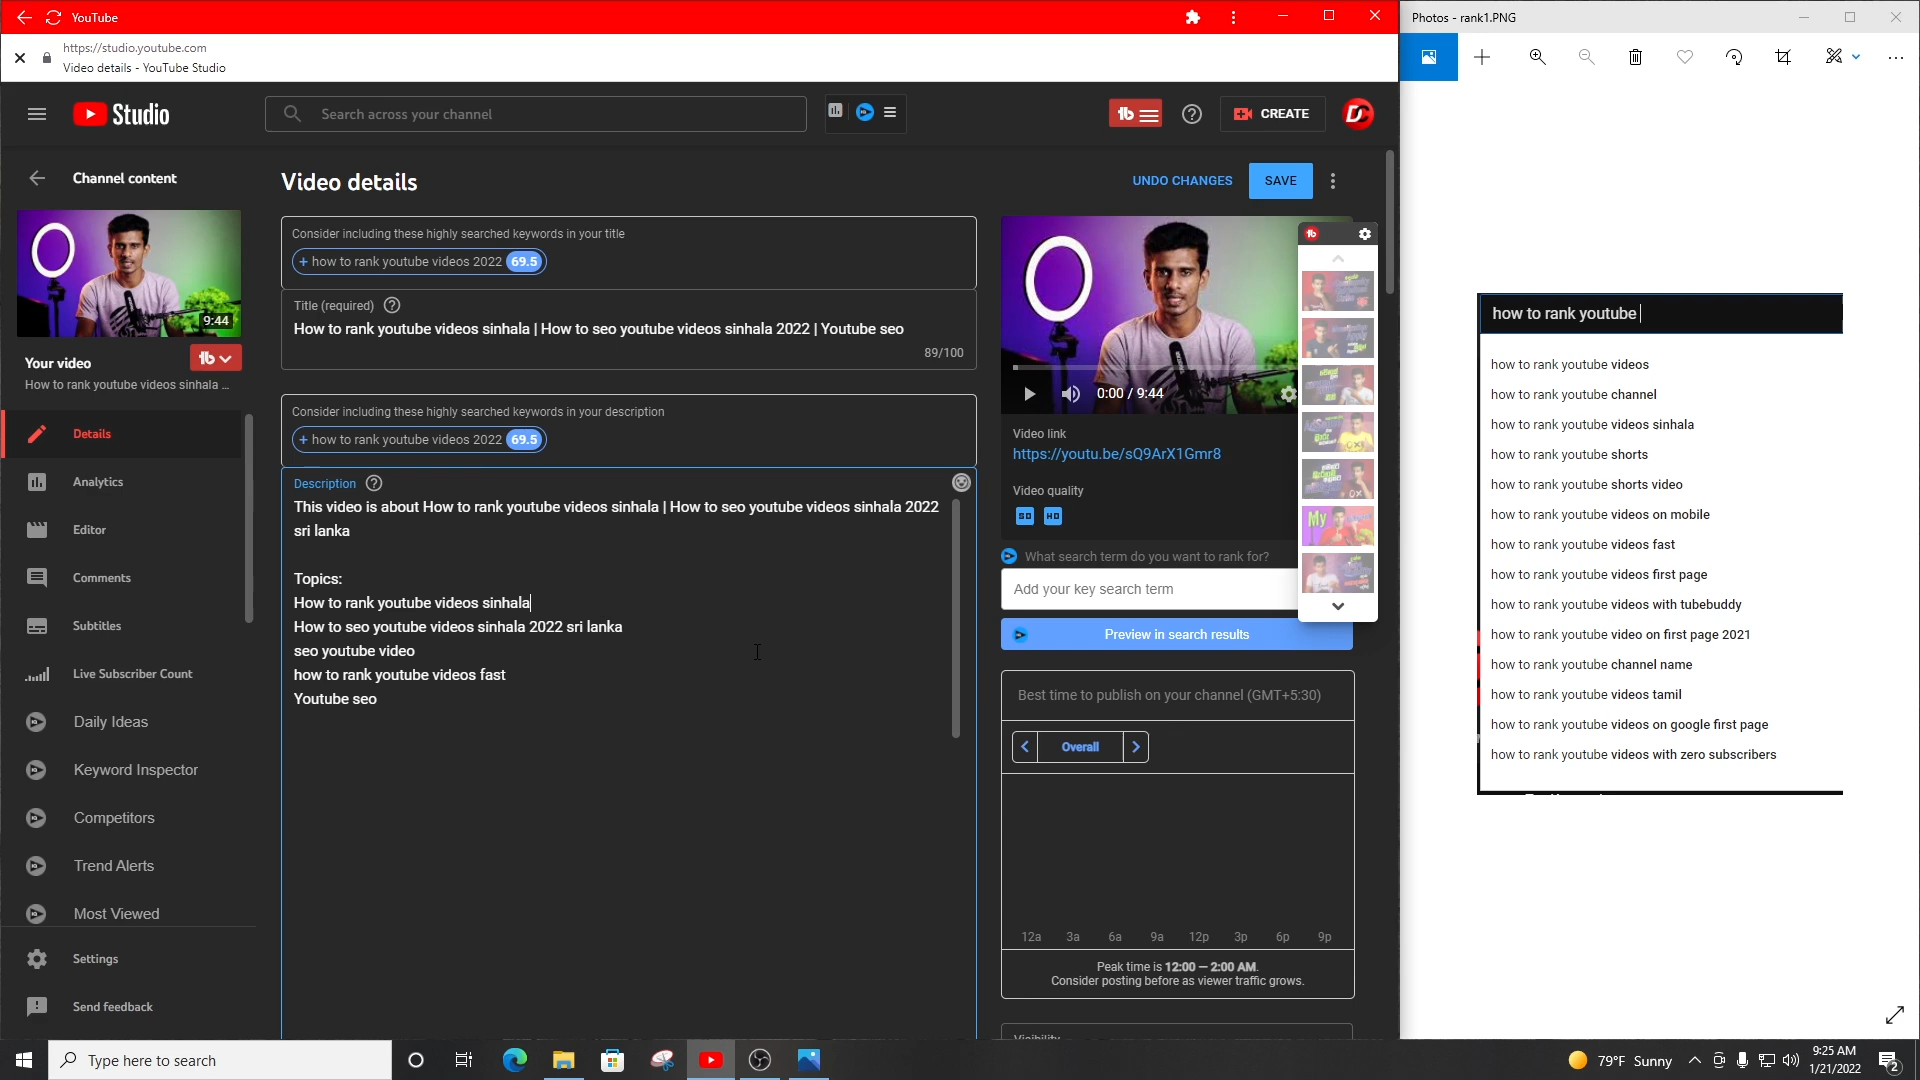 YouTube
https://studio.youtube.com
Video details - YouTube Studio
Studio
Search across your channel
CREATE
Channel content
9:44
Your video
How to rank youtube videos sinhala ...
Details
Analytics
Editor
Comments
Subtitles
Live Subscriber Count
Daily Ideas
Keyword Inspector
Competitors
Trend Alerts
Most Viewed
Settings
Send feedback
Video details
UNDO CHANGES
SAVE
Consider including these highly searched keywords in your title
+ how to rank youtube videos 2022 69.5
Title (required)
How to rank youtube videos sinhala | How to seo youtube videos sinhala 2022 | Youtube seo
89/100
Consider including these highly searched keywords in your description
+ how to rank youtube videos 2022 69.5
Description
This video is about How to rank youtube videos sinhala | How to seo youtube videos sinhala 2022
sri lanka
Topics:
How to rank youtube videos sinhala
How to seo youtube videos sinhala 2022 sri lanka
seo youtube video
how to rank youtube videos fast
Youtube seo
0:00 / 9:44
Video link
https://youtu.be/sQ9ArX1Gmr8
Video quality
SD HD
What search term do you want to rank for?
Add your key search term
Preview in search results
My
Best time to publish on your channel (GMT+5:30)
Overall
12a 3a 6a 9a 12p 3p 6p 9p
Peak time is 12:00 – 2:00 AM.
Consider posting before as viewer traffic grows.
Visibility
Photos - rank1.PNG
how to rank youtube
how to rank youtube videos
how to rank youtube channel
how to rank youtube videos sinhala
how to rank youtube shorts
how to rank youtube shorts video
how to rank youtube videos on mobile
how to rank youtube videos fast
how to rank youtube videos first page
how to rank youtube videos with tubebuddy
how to rank youtube video on first page 2021
how to rank youtube channel name
how to rank youtube videos tamil
how to rank youtube videos on google first page
how to rank youtube videos with zero subscribers
Type here to search
79°F Sunny
9:25 AM
1/21/2022
2